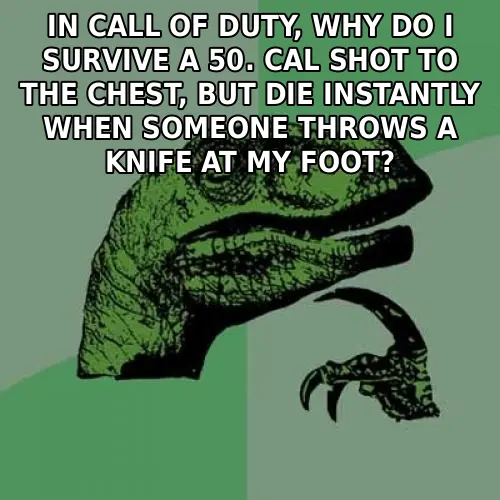 IN CALL OF DUTY, WHY DO I
SURVIVE A 50. CAL SHOT TO
THE CHEST, BUT DIE INSTANTLY
WHEN SOMEONE THROWS A
KNIFE AT MY FOOT?